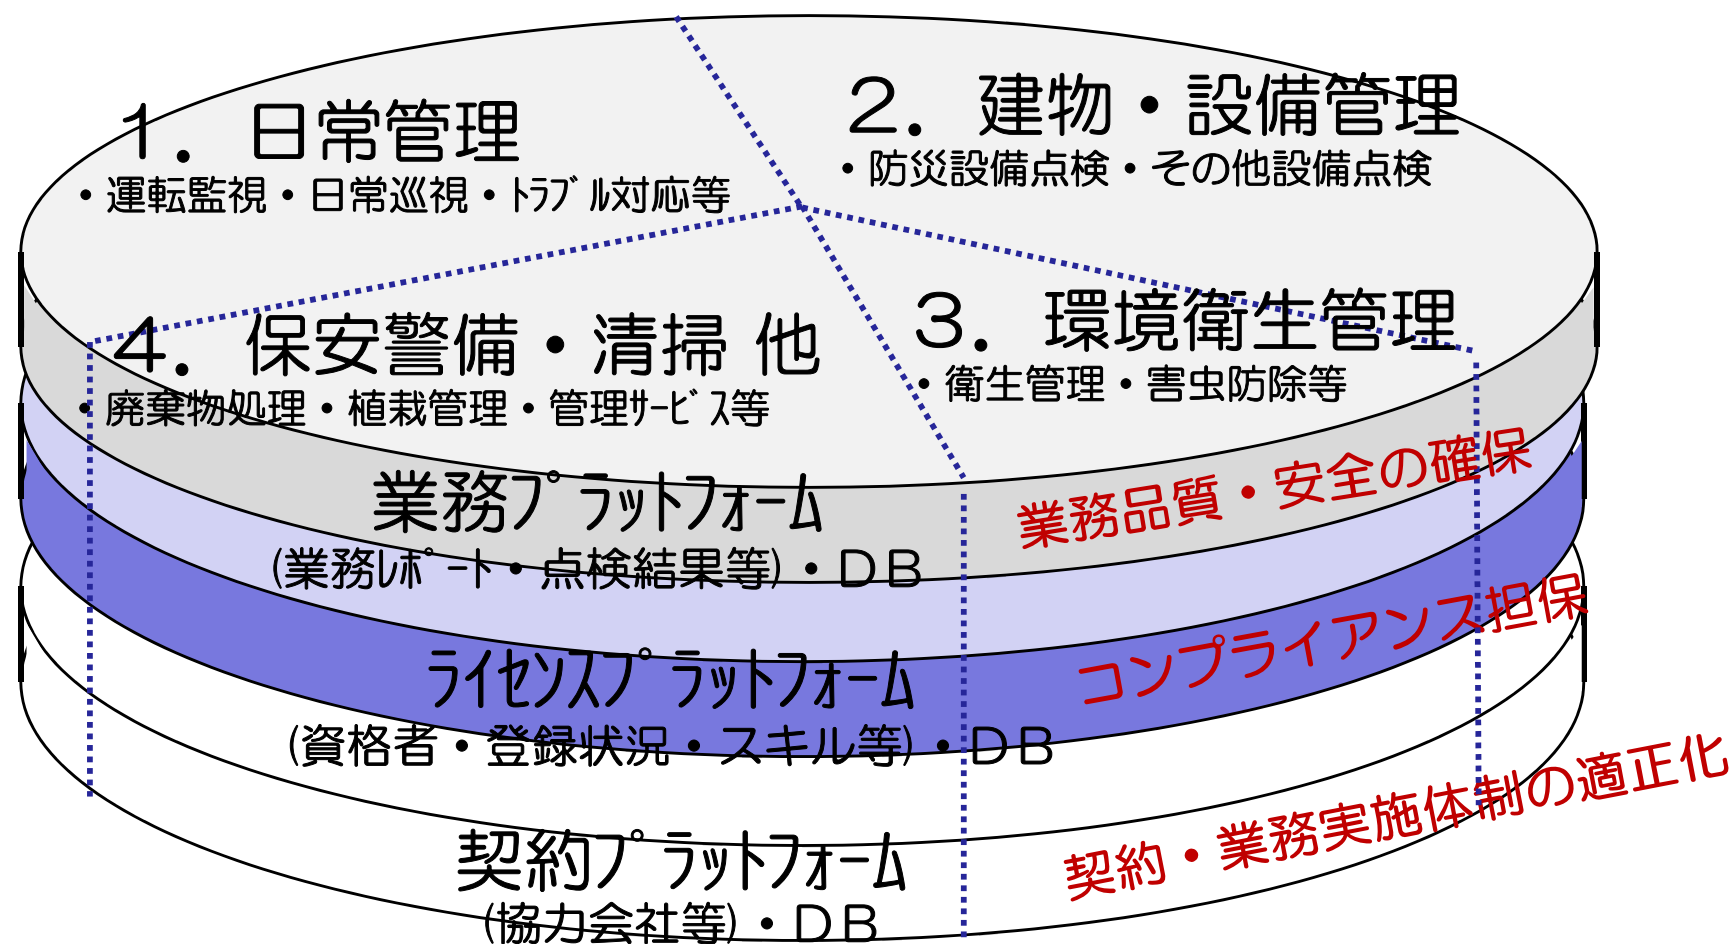 １．日常管理
・運転監視・日常巡視・ﾄﾗﾌﾞﾙ対応等
２．建物・設備管理
・防災設備点検・その他設備点検
４．保安警備・清掃 他
・廃棄物処理・植栽管理・管理ｻｰﾋﾞｽ等
３．環境衛生管理
・衛生管理・害虫防除等
業務ﾌﾟﾗｯﾄﾌｫｰﾑ
(業務ﾚﾎﾟｰﾄ・点検結果等)・ＤＢ
業務品質・安全の確保
ﾗｲｾﾝｽﾌﾟﾗｯﾄﾌｫｰﾑ
(資格者・登録状況・スキル等)・ＤＢ
コンプライアンス担保
契約ﾌﾟﾗｯﾄﾌｫｰﾑ
(協力会社等)・ＤＢ
契約・業務実施体制の適正化